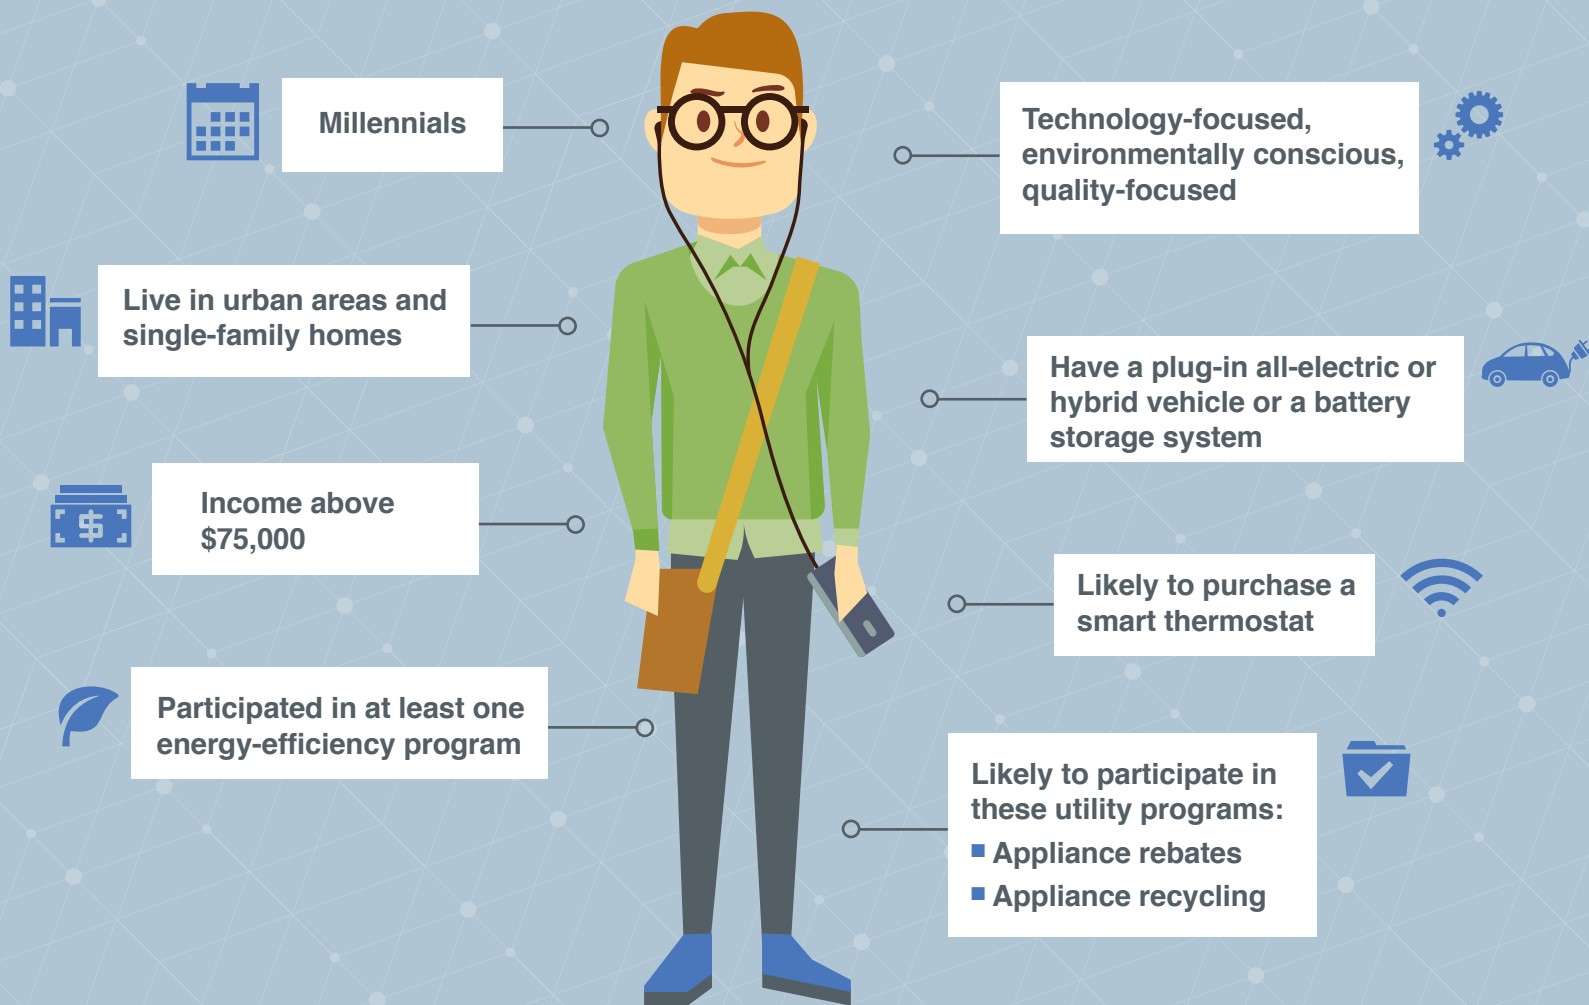 Millennials
Live in urban areas and
single-family homes
Income above
$75,000
Participated in at least one
energy-efficiency program
Technology-focused,
environmentally conscious,
quality-focused
Have a plug-in all-electric or
hybrid vehicle or a battery
storage system
Likely to purchase a
smart thermostat
Likely to participate in
these utility programs:
■ Appliance rebates
■ Appliance recycling